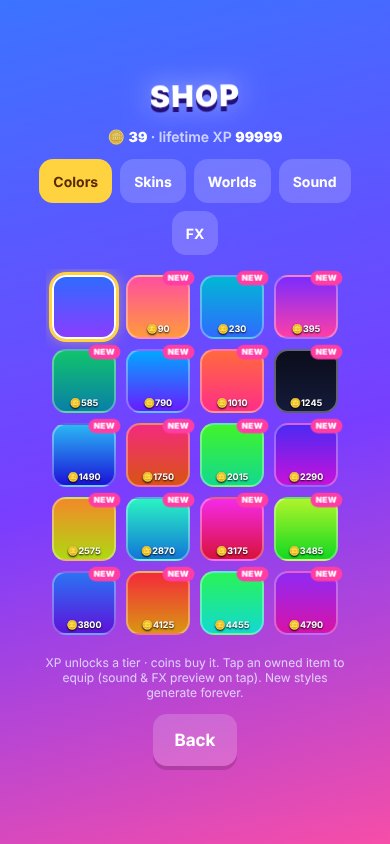 SHOP
39 · lifetime XP 99999
Colors Skins Worlds Sound
FX
NEW NEW NEW
90 230 395
NEW NEW NEW NEW
585 790 1010 1245
NEW NEW NEW NEW
1490 1750 2015 2290
NEW NEW NEW NEW
2575 2870 3175 3485
NEW NEW NEW NEW
3800 4125 4455 4790
XP unlocks a tier · coins buy it. Tap an owned item to
equip (sound & FX preview on tap). New styles
generate forever.
Back